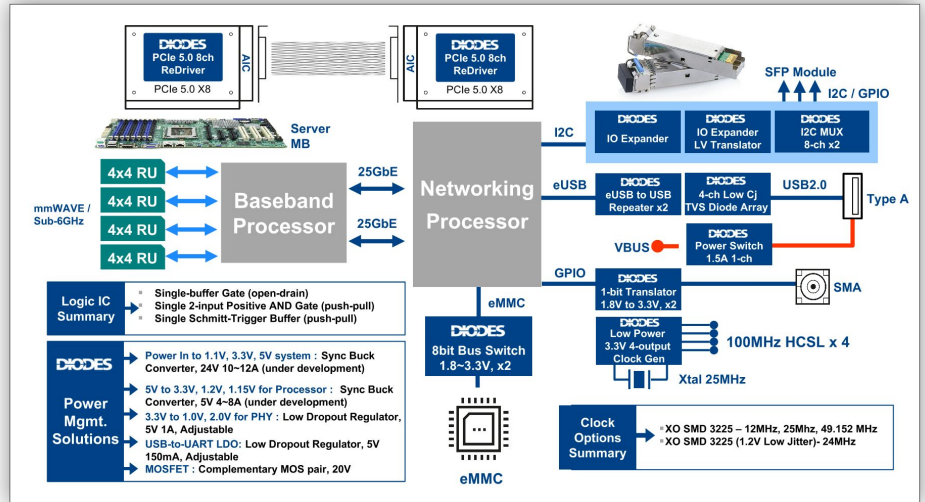 DIODES
PCIe 5.0 8ch
ReDriver
PCIe 5.0 X8
AIC
AIC
DIODES
PCIe 5.0 8ch
ReDriver
PCIe 5.0 X8
SFP Module
I2C / GPIO
Server
MB
I2C
DIODES
IO Expander
DIODES
IO Expander
LV Translator
DIODES
I2C MUX
8-ch x2
mmWAVE /
Sub-6GHz
4x4 RU
4x4 RU
4x4 RU
4x4 RU
Baseband
Processor
25GbE
25GbE
Networking
Processor
eUSB
DIODES
eUSB to USB
Repeater x2
DIODES
4-ch Low Cj
TVS Diode Array
USB2.0
Type A
VBUS
DIODES
Power Switch
1.5A 1-ch
GPIO
DIODES
1-bit Translator
1.8V to 3.3V, x2
SMA
eMMC
DIODES
8bit Bus Switch
1.8~3.3V, x2
eMMC
DIODES
Low Power
3.3V 4-output
Clock Gen
100MHz HCSL x 4
Xtal 25MHz
Logic IC
Summary
Single-buffer Gate (open-drain)
Single 2-input Positive AND Gate (push-pull)
Single Schmitt-Trigger Buffer (push-pull)
DIODES
Power
Mgmt.
Solutions
Power In to 1.1V, 3.3V, 5V system : Sync Buck
Converter, 24V 10~12A (under development)
5V to 3.3V, 1.2V, 1.15V for Processor : Sync Buck
Converter, 5V 4~8A (under development)
3.3V to 1.0V, 2.0V for PHY : Low Dropout Regulator,
5V 1A, Adjustable
USB-to-UART LDO: Low Dropout Regulator, 5V
150mA, Adjustable
MOSFET : Complementary MOS pair, 20V
Clock
Options
Summary
XO SMD 3225 – 12MHz, 25Mhz, 49.152 MHz
XO SMD 3225 (1.2V Low Jitter)- 24MHz